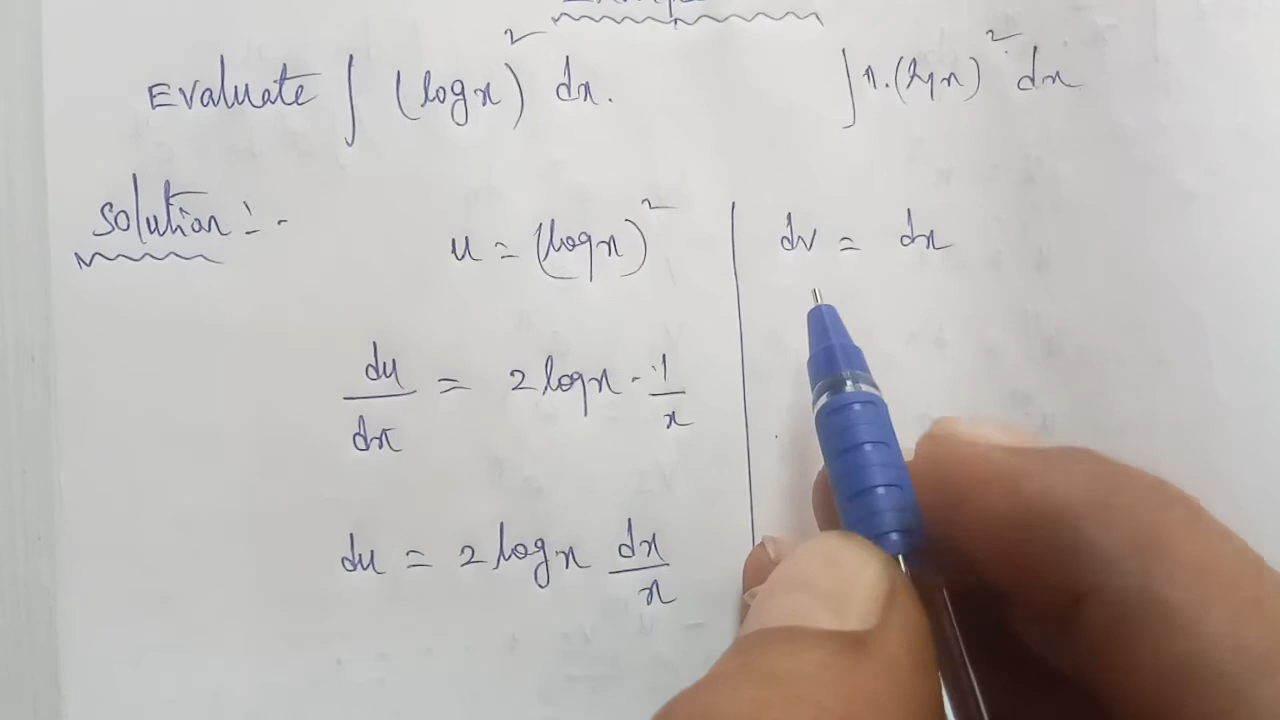 Evaluate ∫ (log x)² dx. ∫ 1.(log x)² dx
Solution :-
u = (log x)² dv = dx
du/dx = 2 log x · 1/x
du = 2 log x dx/x